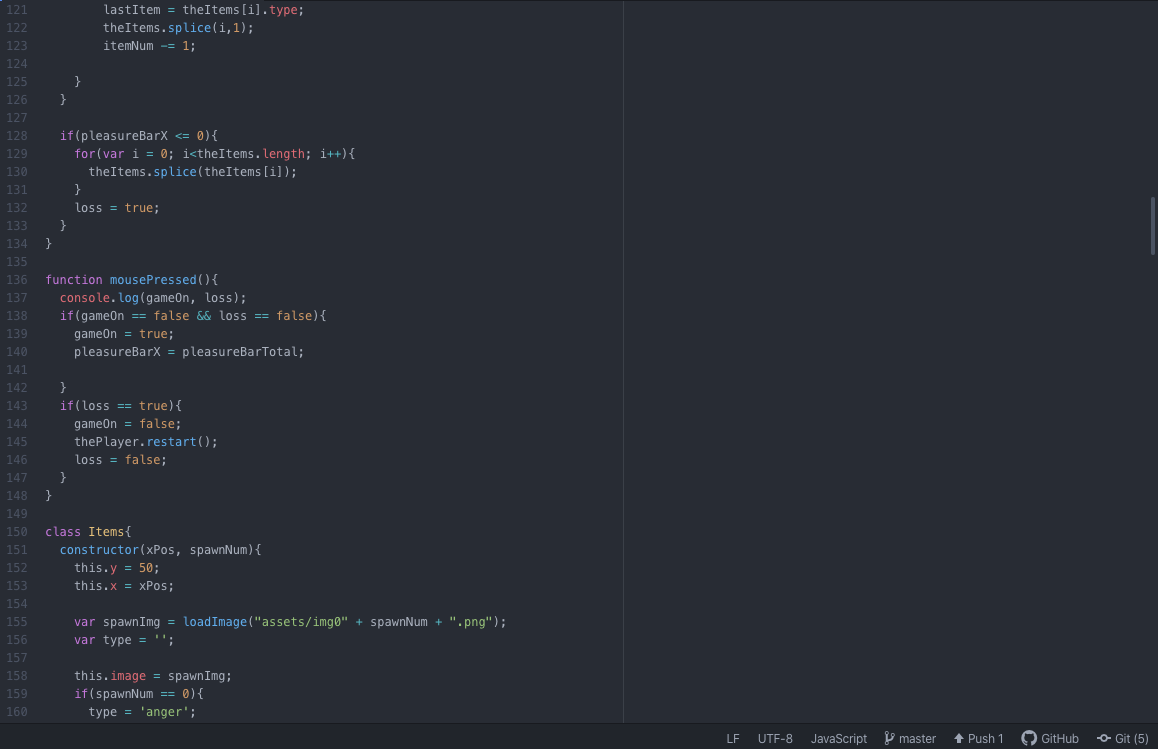 121 lastItem = theItems[i].type;
122 theItems.splice(i,1);
123 itemNum -= 1;
124
125 }
126 }
127
128 if(pleasureBarX <= 0){
129 for(var i = 0; i<theItems.length; i++){
130 theItems.splice(theItems[i]);
131 }
132 loss = true;
133 }
134 }
135
136 function mousePressed(){
137 console.log(gameOn, loss);
138 if(gameOn == false && loss == false){
139 gameOn = true;
140 pleasureBarX = pleasureBarTotal;
141
142 }
143 if(loss == true){
144 gameOn = false;
145 thePlayer.restart();
146 loss = false;
147 }
148 }
149
150 class Items{
151 constructor(xPos, spawnNum){
152 this.y = 50;
153 this.x = xPos;
154
155 var spawnImg = loadImage("assets/img0" + spawnNum + ".png");
156 var type = '';
157
158 this.image = spawnImg;
159 if(spawnNum == 0){
160 type = 'anger';
LF UTF-8 JavaScript master Push 1 GitHub Git (5)